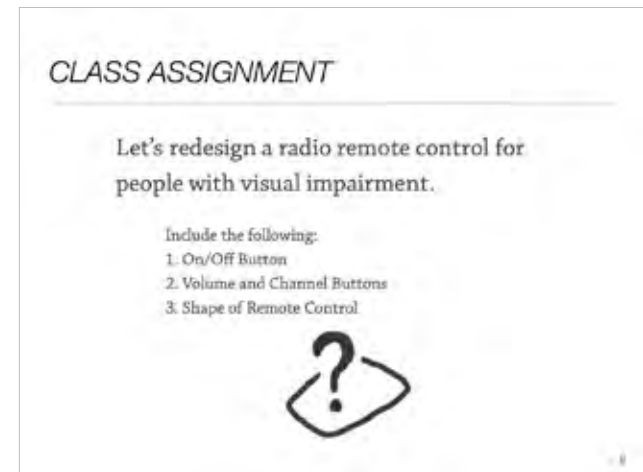 CLASS ASSIGNMENT
Let's redesign a radio remote control for
people with visual impairment.
Include the following:
1. On/Off Button
2. Volume and Channel Buttons
3. Shape of Remote Control
?